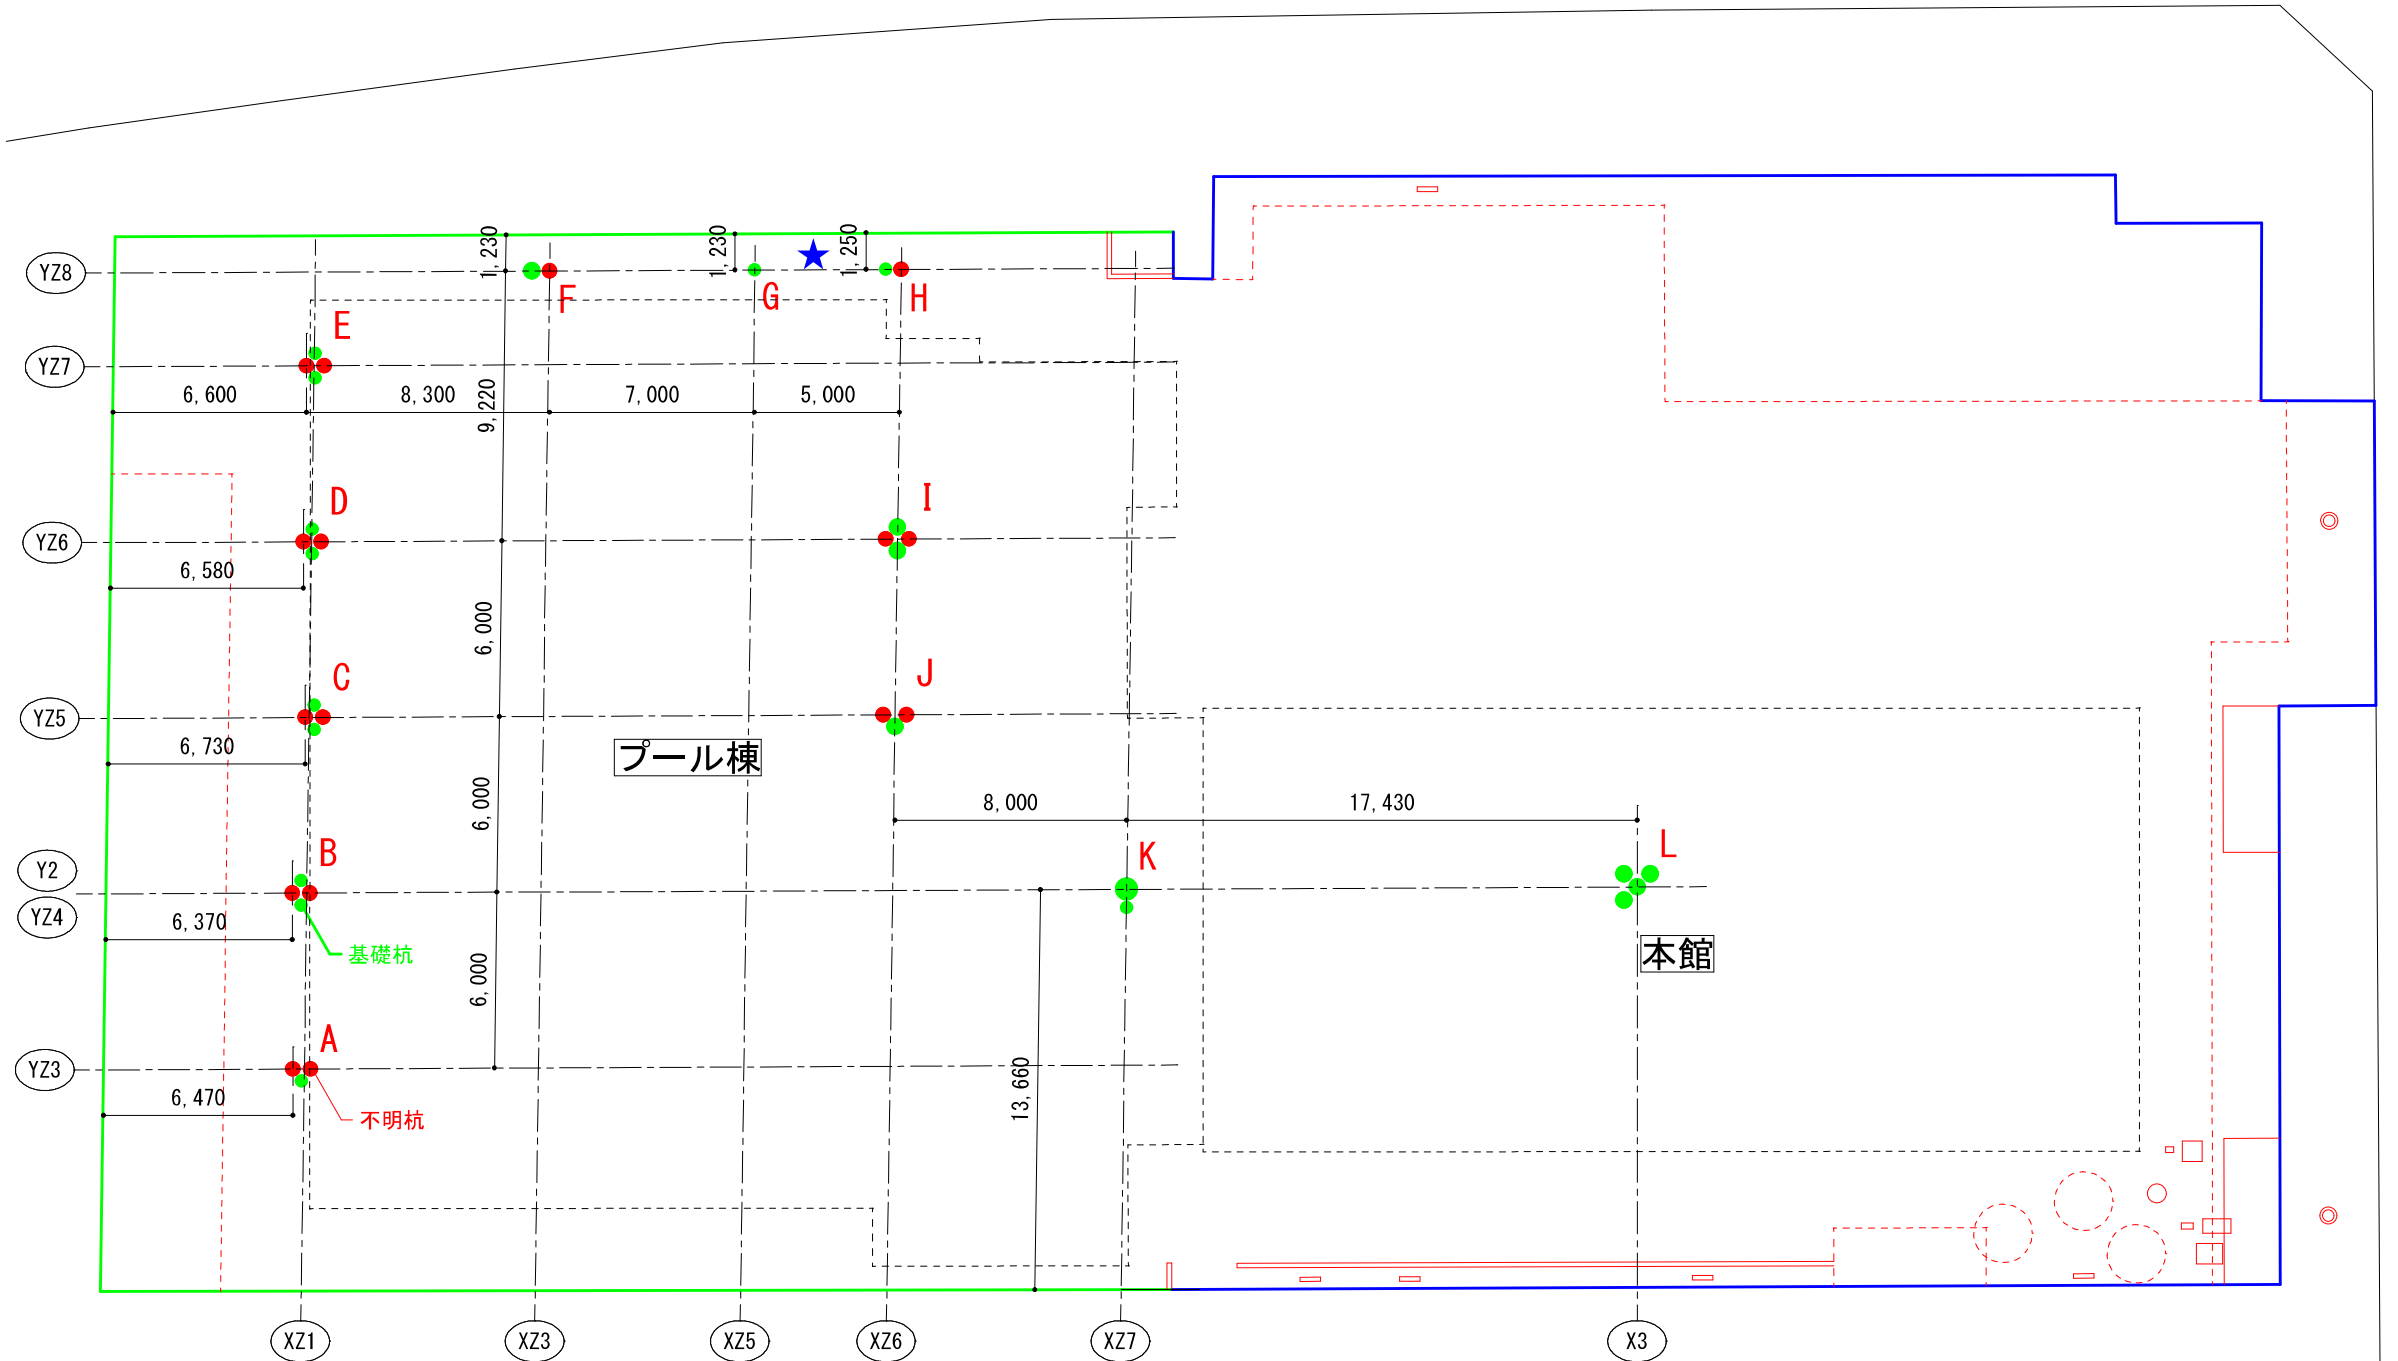 1,230
1,230
1,250
YZ8
F
G
H
E
YZ7
6,600
8,300
7,000
5,000
9,220
D
I
YZ6
6,580
6,000
C
J
YZ5
6,730
プール棟
6,000
8,000
17,430
Y2
B
K
L
YZ4
6,370
基礎杭
本館
6,000
A
YZ3
6,470
不明杭
13,660
XZ1
XZ3
XZ5
XZ6
XZ7
X3